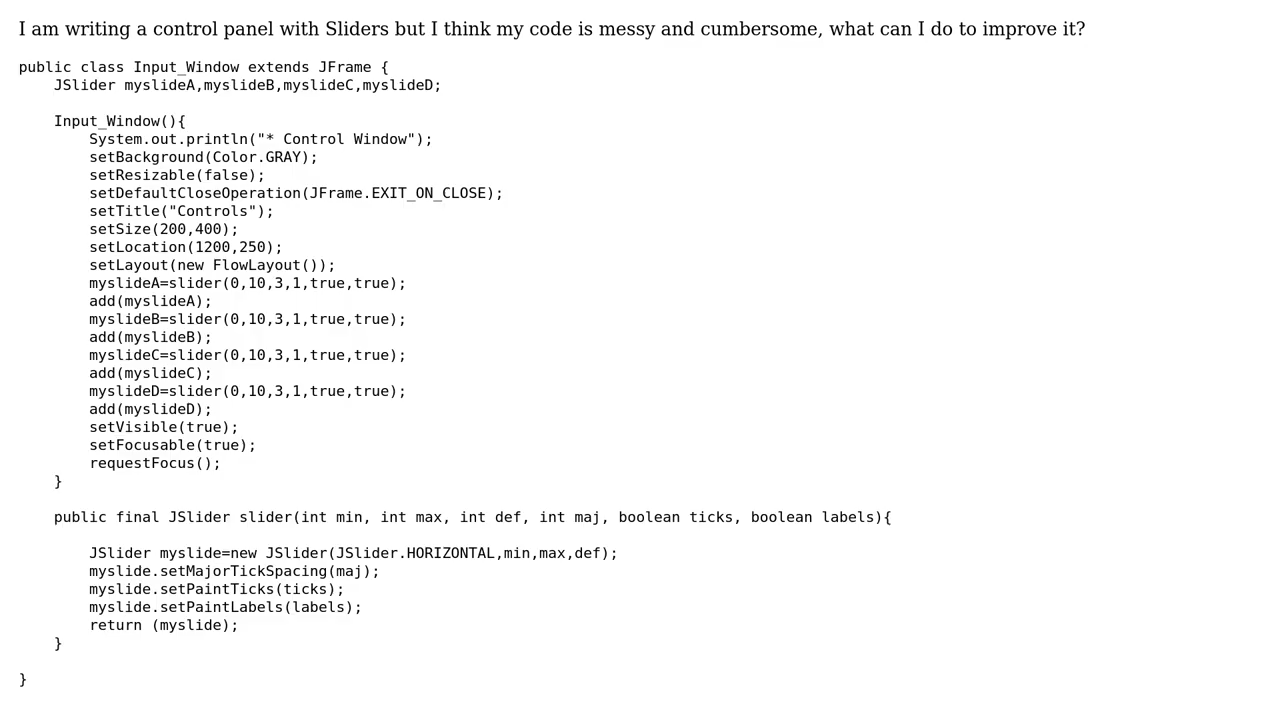 I am writing a control panel with Sliders but I think my code is messy and cumbersome, what can I do to improve it?
public class Input_Window extends JFrame {
    JSlider myslideA,myslideB,myslideC,myslideD;

    Input_Window(){
        System.out.println("* Control Window");
        setBackground(Color.GRAY);
        setResizable(false);
        setDefaultCloseOperation(JFrame.EXIT_ON_CLOSE);
        setTitle("Controls");
        setSize(200,400);
        setLocation(1200,250);
        setLayout(new FlowLayout());
        myslideA=slider(0,10,3,1,true,true);
        add(myslideA);
        myslideB=slider(0,10,3,1,true,true);
        add(myslideB);
        myslideC=slider(0,10,3,1,true,true);
        add(myslideC);
        myslideD=slider(0,10,3,1,true,true);
        add(myslideD);
        setVisible(true);
        setFocusable(true);
        requestFocus();
    }

    public final JSlider slider(int min, int max, int def, int maj, boolean ticks, boolean labels){

        JSlider myslide=new JSlider(JSlider.HORIZONTAL,min,max,def);
        myslide.setMajorTickSpacing(maj);
        myslide.setPaintTicks(ticks);
        myslide.setPaintLabels(labels);
        return (myslide);
    }

}